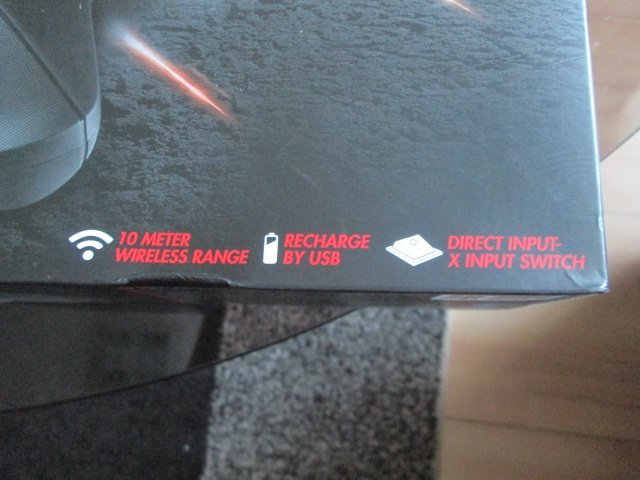 10 METER
WIRELESS RANGE
RECHARGE
BY USB
DIRECT INPUT-
X INPUT SWITCH